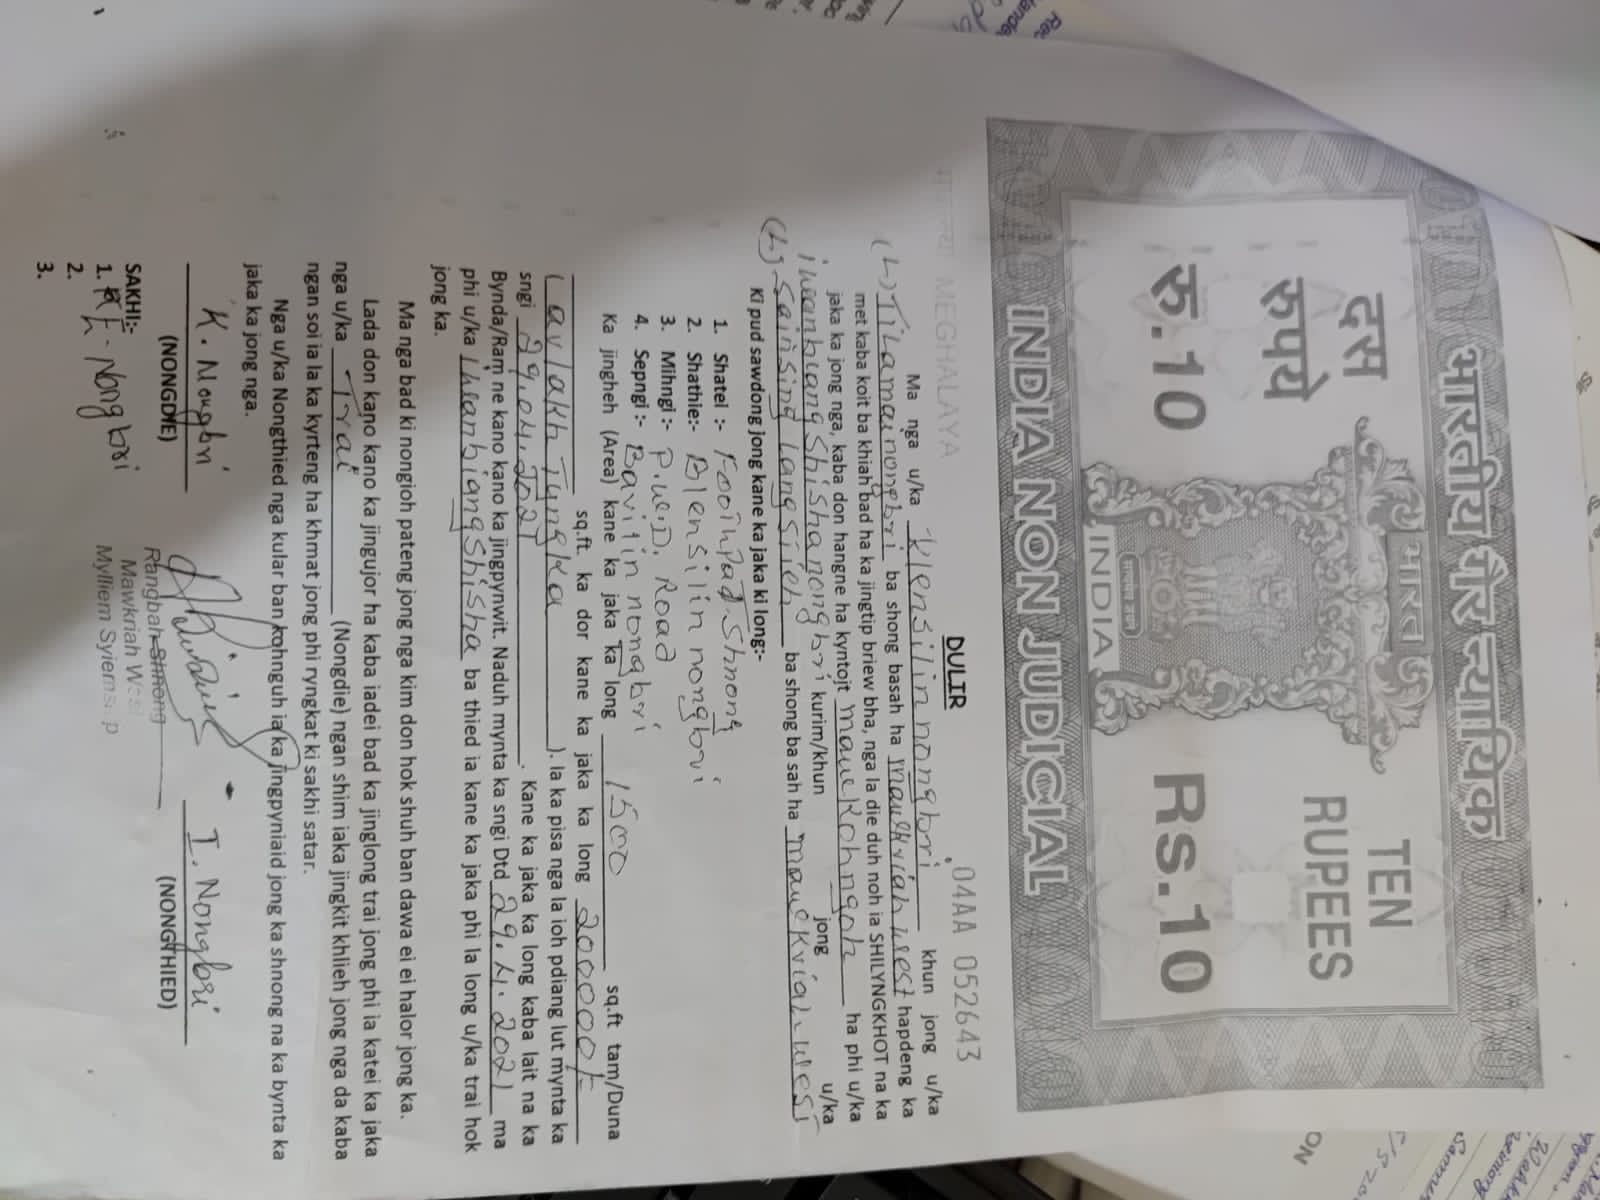 भारतीय गैर न्यायिक
दस
रुपये
रु.10
भारत
INDIA
TEN
RUPEES
Rs.10
INDIA NON JUDICIAL
MEGHALAYA
04AA 052643
DULIR
Ma nga u/ka Klensilin nongbri khun jong u/ka
(L) Tilamai nongbri ba shong basah ha mawkriah west hapdeng ka
met kaba koit ba khiah bad ha ka jingtip briew bha, nga la die duh noh ia SHILYNGKHOT na ka
jaka ka jong nga, kaba don hangne ha kyntojt mawkohngoh ha phi u/ka
iwanbiangshisha nongbri kurim/khun jong u/ka
(L) Sainsing Langsieh ba shong ba sah ha mawkriah-west
Ki pud sawdong jong kane ka jaka ki long:-
1. Shatei :- Footpad. Shnong
2. Shathie:- Blensilin nongbri
3. Mihngi :- P.W.D. Road
4. Sepngi :- Bavitin nongbri
Ka jingheh (Area) kane ka jaka ka long 1500 sq.ft tam/Duna
sq.ft ka dor kane ka jaka ka long 200000/-
(ar lakh Tyngka). la ka pisa nga la ioh pdiang lut mynta ka
sngi 29.04.2021. Kane ka jaka ka long kaba lait na ka
Bynda/Ram ne kano kano ka jingpynwit. Naduh mynta ka sngi Dtd 29.4.2021 ma
phi u/ka iwanbiangshisha ba thied ia kane ka jaka phi la long u/ka trai hok
jong ka.
Ma nga bad ki nongioh pateng jong nga kim don hok shuh ban dawa ei ei halor jong ka.
Lada don kano kano ka jingujor ha kaba iadei bad ka jinglong trai jong phi ia katei ka jaka
nga u/ka Trai (Nongdie) ngan shim iaka jingkit khlieh jong nga da kaba
ngan soi ia la ka kyrteng ha khmat jong phi ryngkat ki sakhi satar.
Nga u/ka Nongthied nga kular ban kohnguh ia ka jingpyniaid jong ka shnong na ka bynta ka
jaka ka jong nga.
K. Nongbri
(NONGDIE)
I. Nongbri
(NONGTHIED)
SAKHI:-
1. Nongbri
2.
3.
Rangbah Shnong
Mawkriah West
Mylliem Syiemship